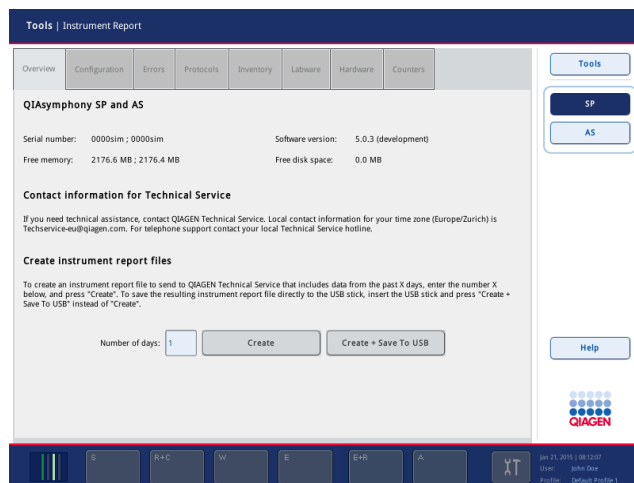 Tools | Instrument Report
Overview Configuration Errors Protocols Inventory Labware Hardware Counters
Tools
SP
AS
QIAsymphony SP and AS
Serial number: 0000sim ; 0000sim Software version: 5.0.3 (development)
Free memory: 2176.6 MB ; 2176.4 MB Free disk space: 0.0 MB
Contact information for Technical Service
If you need technical assistance, contact QIAGEN Technical Service. Local contact information for your time zone (Europe/Zurich) is
Techservice-eu@qiagen.com. For telephone support contact your local Technical Service hotline.
Create instrument report files
To create an instrument report file to send to QIAGEN Technical Service that includes data from the past X days, enter the number X
below, and press "Create". To save the resulting instrument report file directly to the USB stick, insert the USB stick and press "Create +
Save To USB" instead of "Create".
Number of days: 1 Create Create + Save To USB
Help
QIAGEN
S R+C W E E+R A
Jan 21, 2015 | 08:12:07
User: John Doe
Profile: Default Profile 1